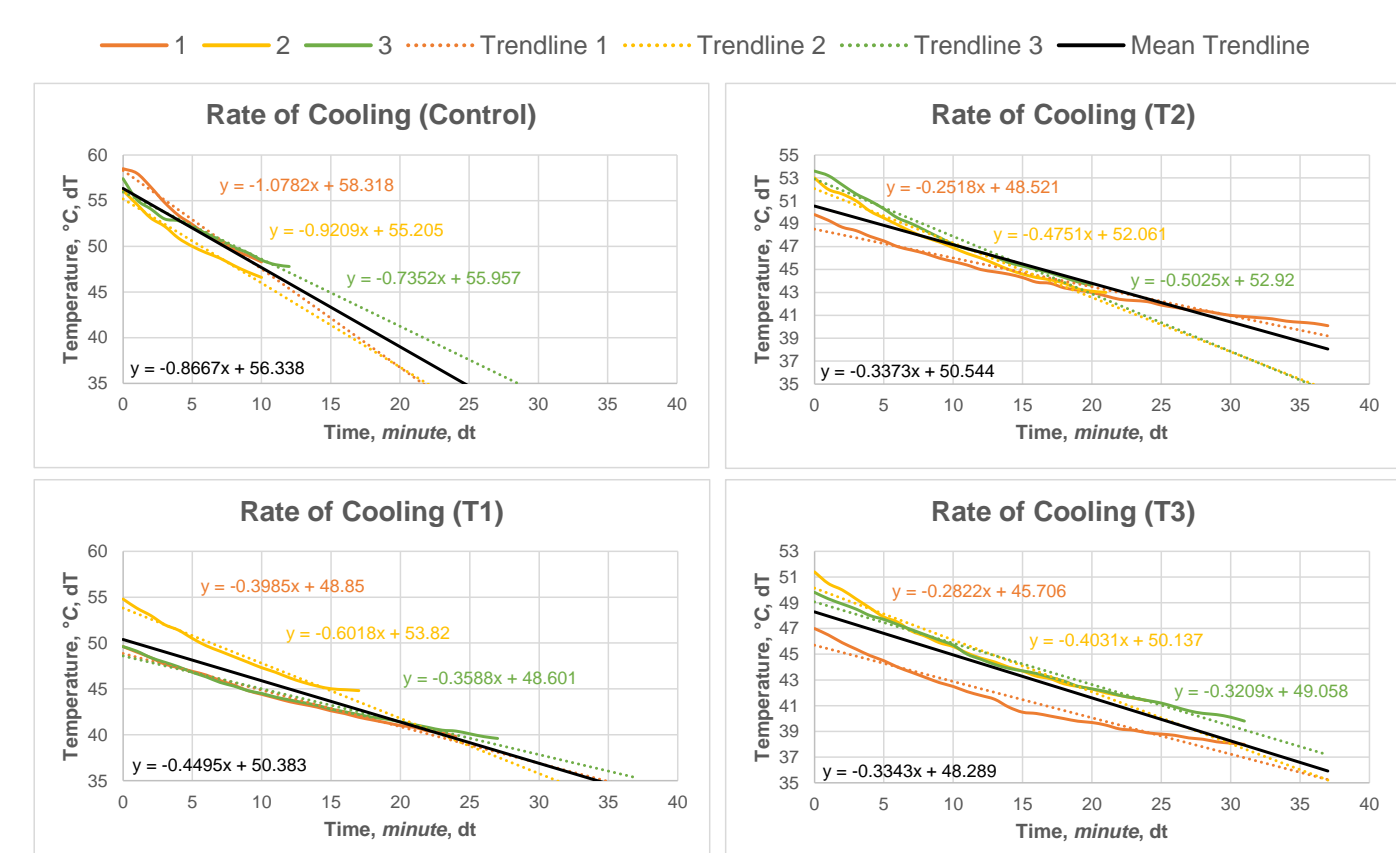 1 2 3 Trendline 1 Trendline 2 Trendline 3 Mean Trendline
Rate of Cooling (Control)
Temperature, °C, dT
60
55
50
45
40
35
y = -1.0782x + 58.318
y = -0.9209x + 55.205
y = -0.7352x + 55.957
y = -0.8667x + 56.338
0 5 10 15 20 25 30 35 40
Time, minute, dt
Rate of Cooling (T2)
Temperature, °C, dT
55
53
51
49
47
45
43
41
39
37
35
y = -0.2518x + 48.521
y = -0.4751x + 52.061
y = -0.5025x + 52.92
y = -0.3373x + 50.544
0 5 10 15 20 25 30 35 40
Time, minute, dt
Rate of Cooling (T1)
Temperature, °C, dT
60
55
50
45
40
35
y = -0.3985x + 48.85
y = -0.6018x + 53.82
y = -0.3588x + 48.601
y = -0.4495x + 50.383
0 5 10 15 20 25 30 35 40
Time, minute, dt
Rate of Cooling (T3)
Temperature, °C, dT
53
51
49
47
45
43
41
39
37
35
y = -0.2822x + 45.706
y = -0.4031x + 50.137
y = -0.3209x + 49.058
y = -0.3343x + 48.289
0 5 10 15 20 25 30 35 40
Time, minute, dt